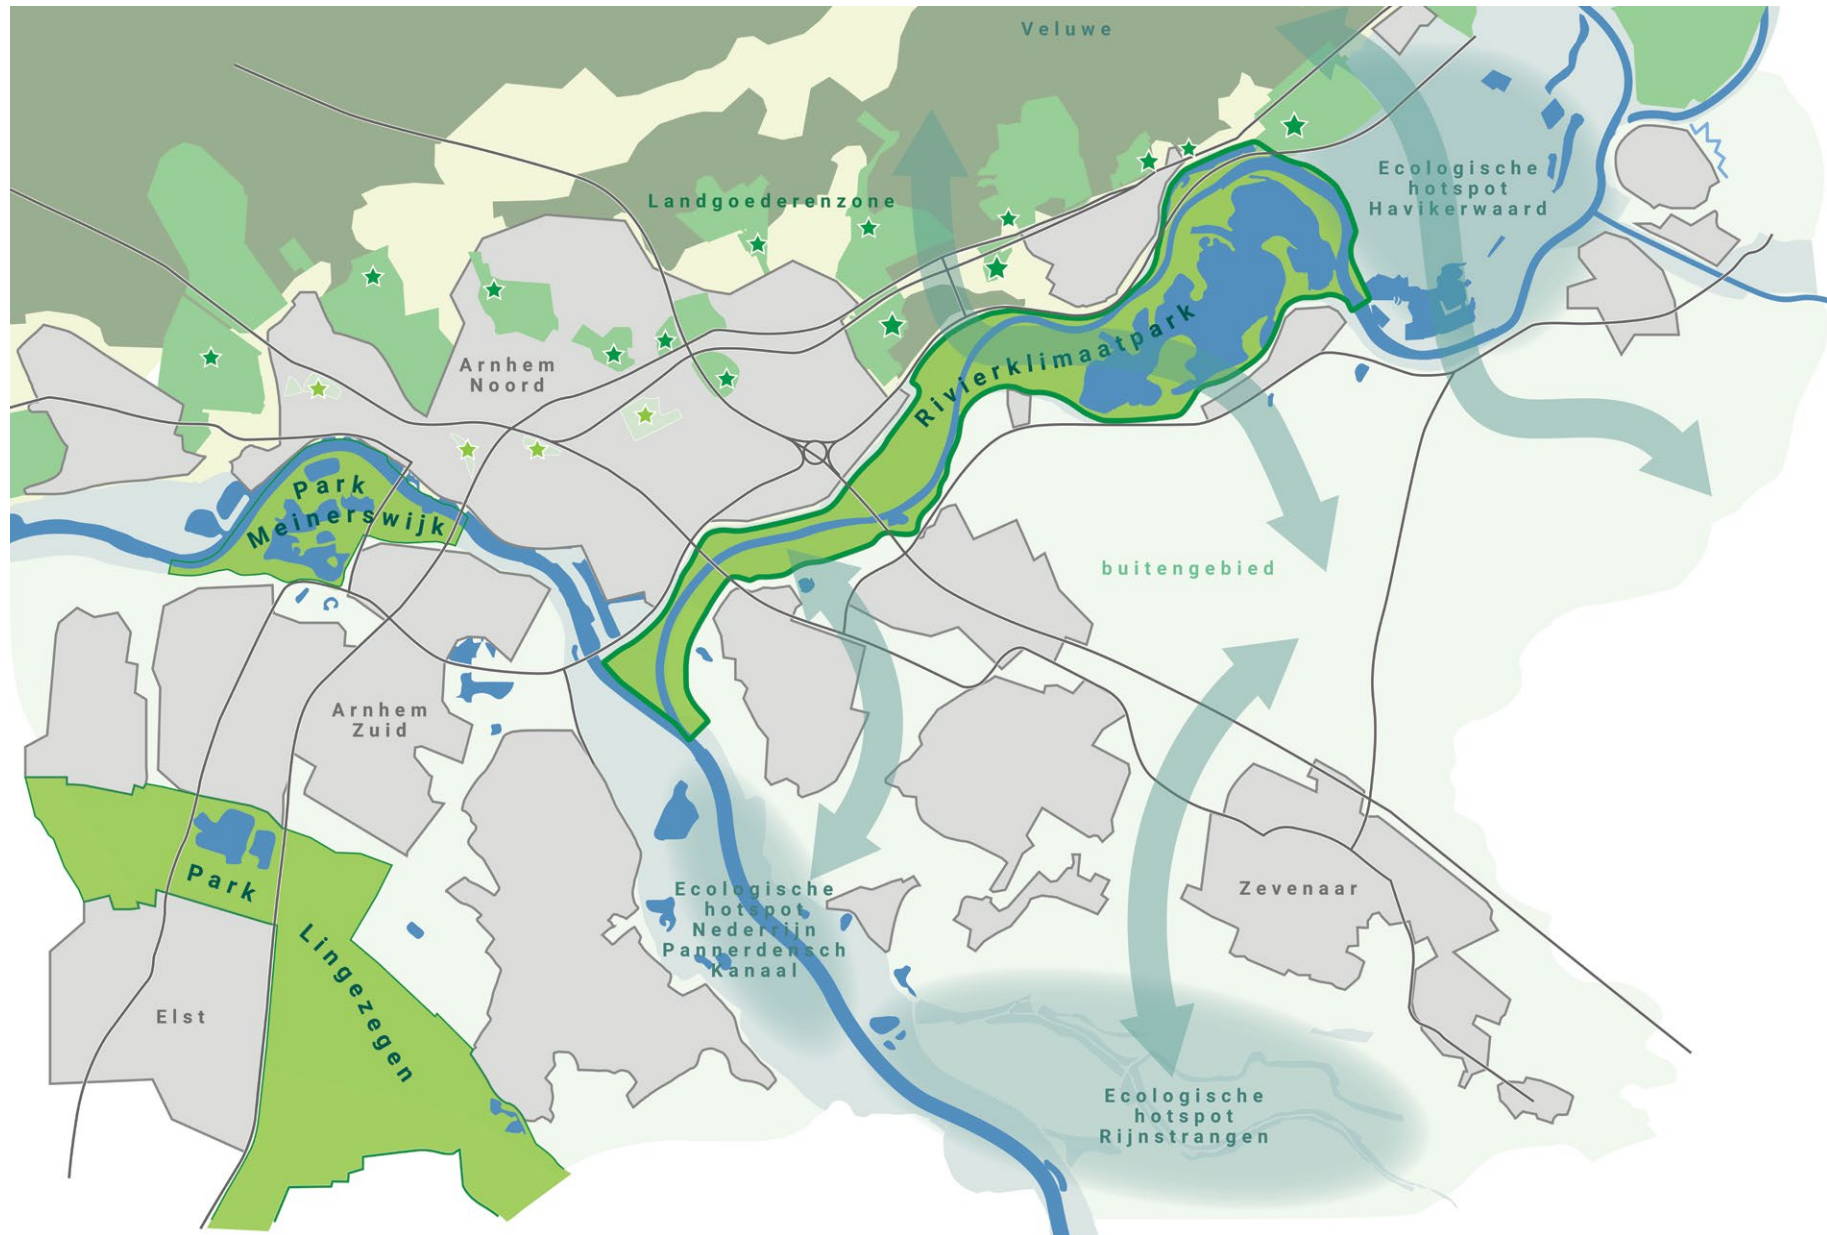 Veluwe
Ecologische
hotspot
Havikerwaard
Landgoederenzone
Rivierklimaatpark
Arnhem
Noord
Park
Meinerswijk
buitengebied
Arnhem
Zuid
Park
Lingezegen
Ecologische
hotspot
Nederrijn
Pannerdensch
Kanaal
Zevenaar
Elst
Ecologische
hotspot
Rijnstrangen